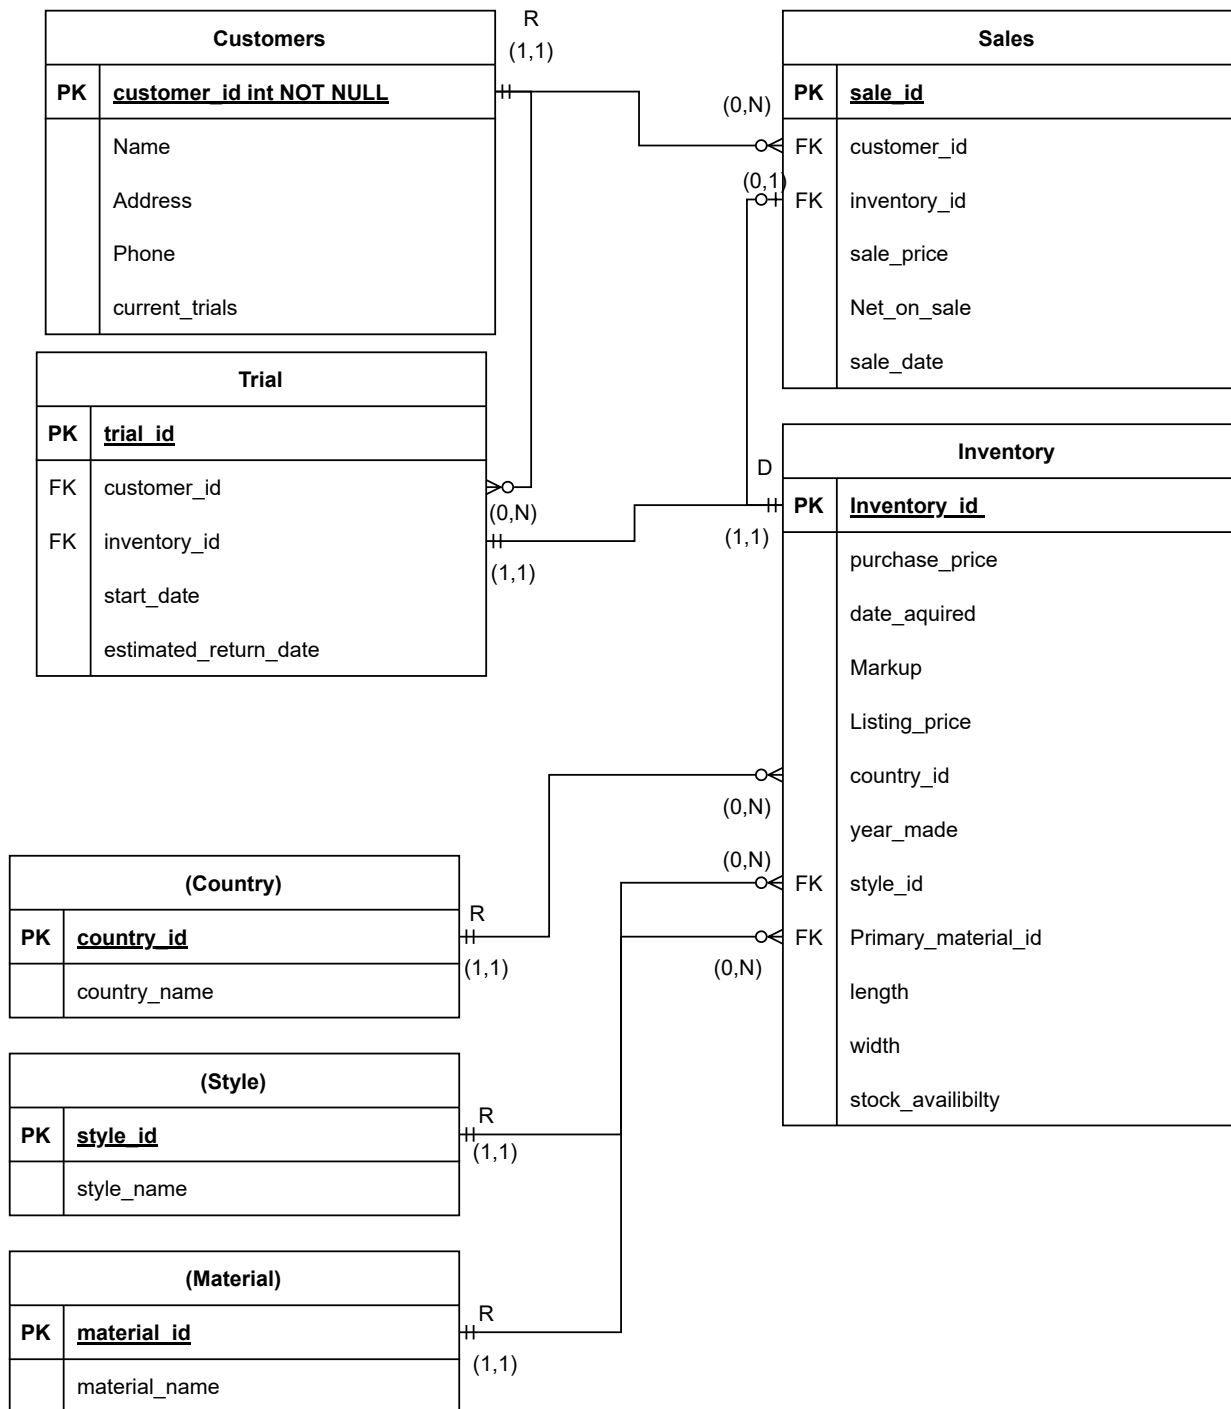 Customers
PK customer_id int NOT NULL
Name
Address
Phone
current_trials
R
(1,1)
Sales
PK sale_id
FK customer_id
FK inventory_id
sale_price
Net_on_sale
sale_date
(0,N)
(0,1)
Trial
PK trial_id
FK customer_id
FK inventory_id
start_date
estimated_return_date
(0,N)
(1,1)
Inventory
PK Inventory_id
purchase_price
date_aquired
Markup
Listing_price
country_id
year_made
FK style_id
FK Primary_material_id
length
width
stock_availibilty
D
(1,1)
(0,N)
(0,N)
(0,N)
(Country)
PK country_id
country_name
R
(1,1)
(Style)
PK style_id
style_name
R
(1,1)
(Material)
PK material_id
material_name
R
(1,1)